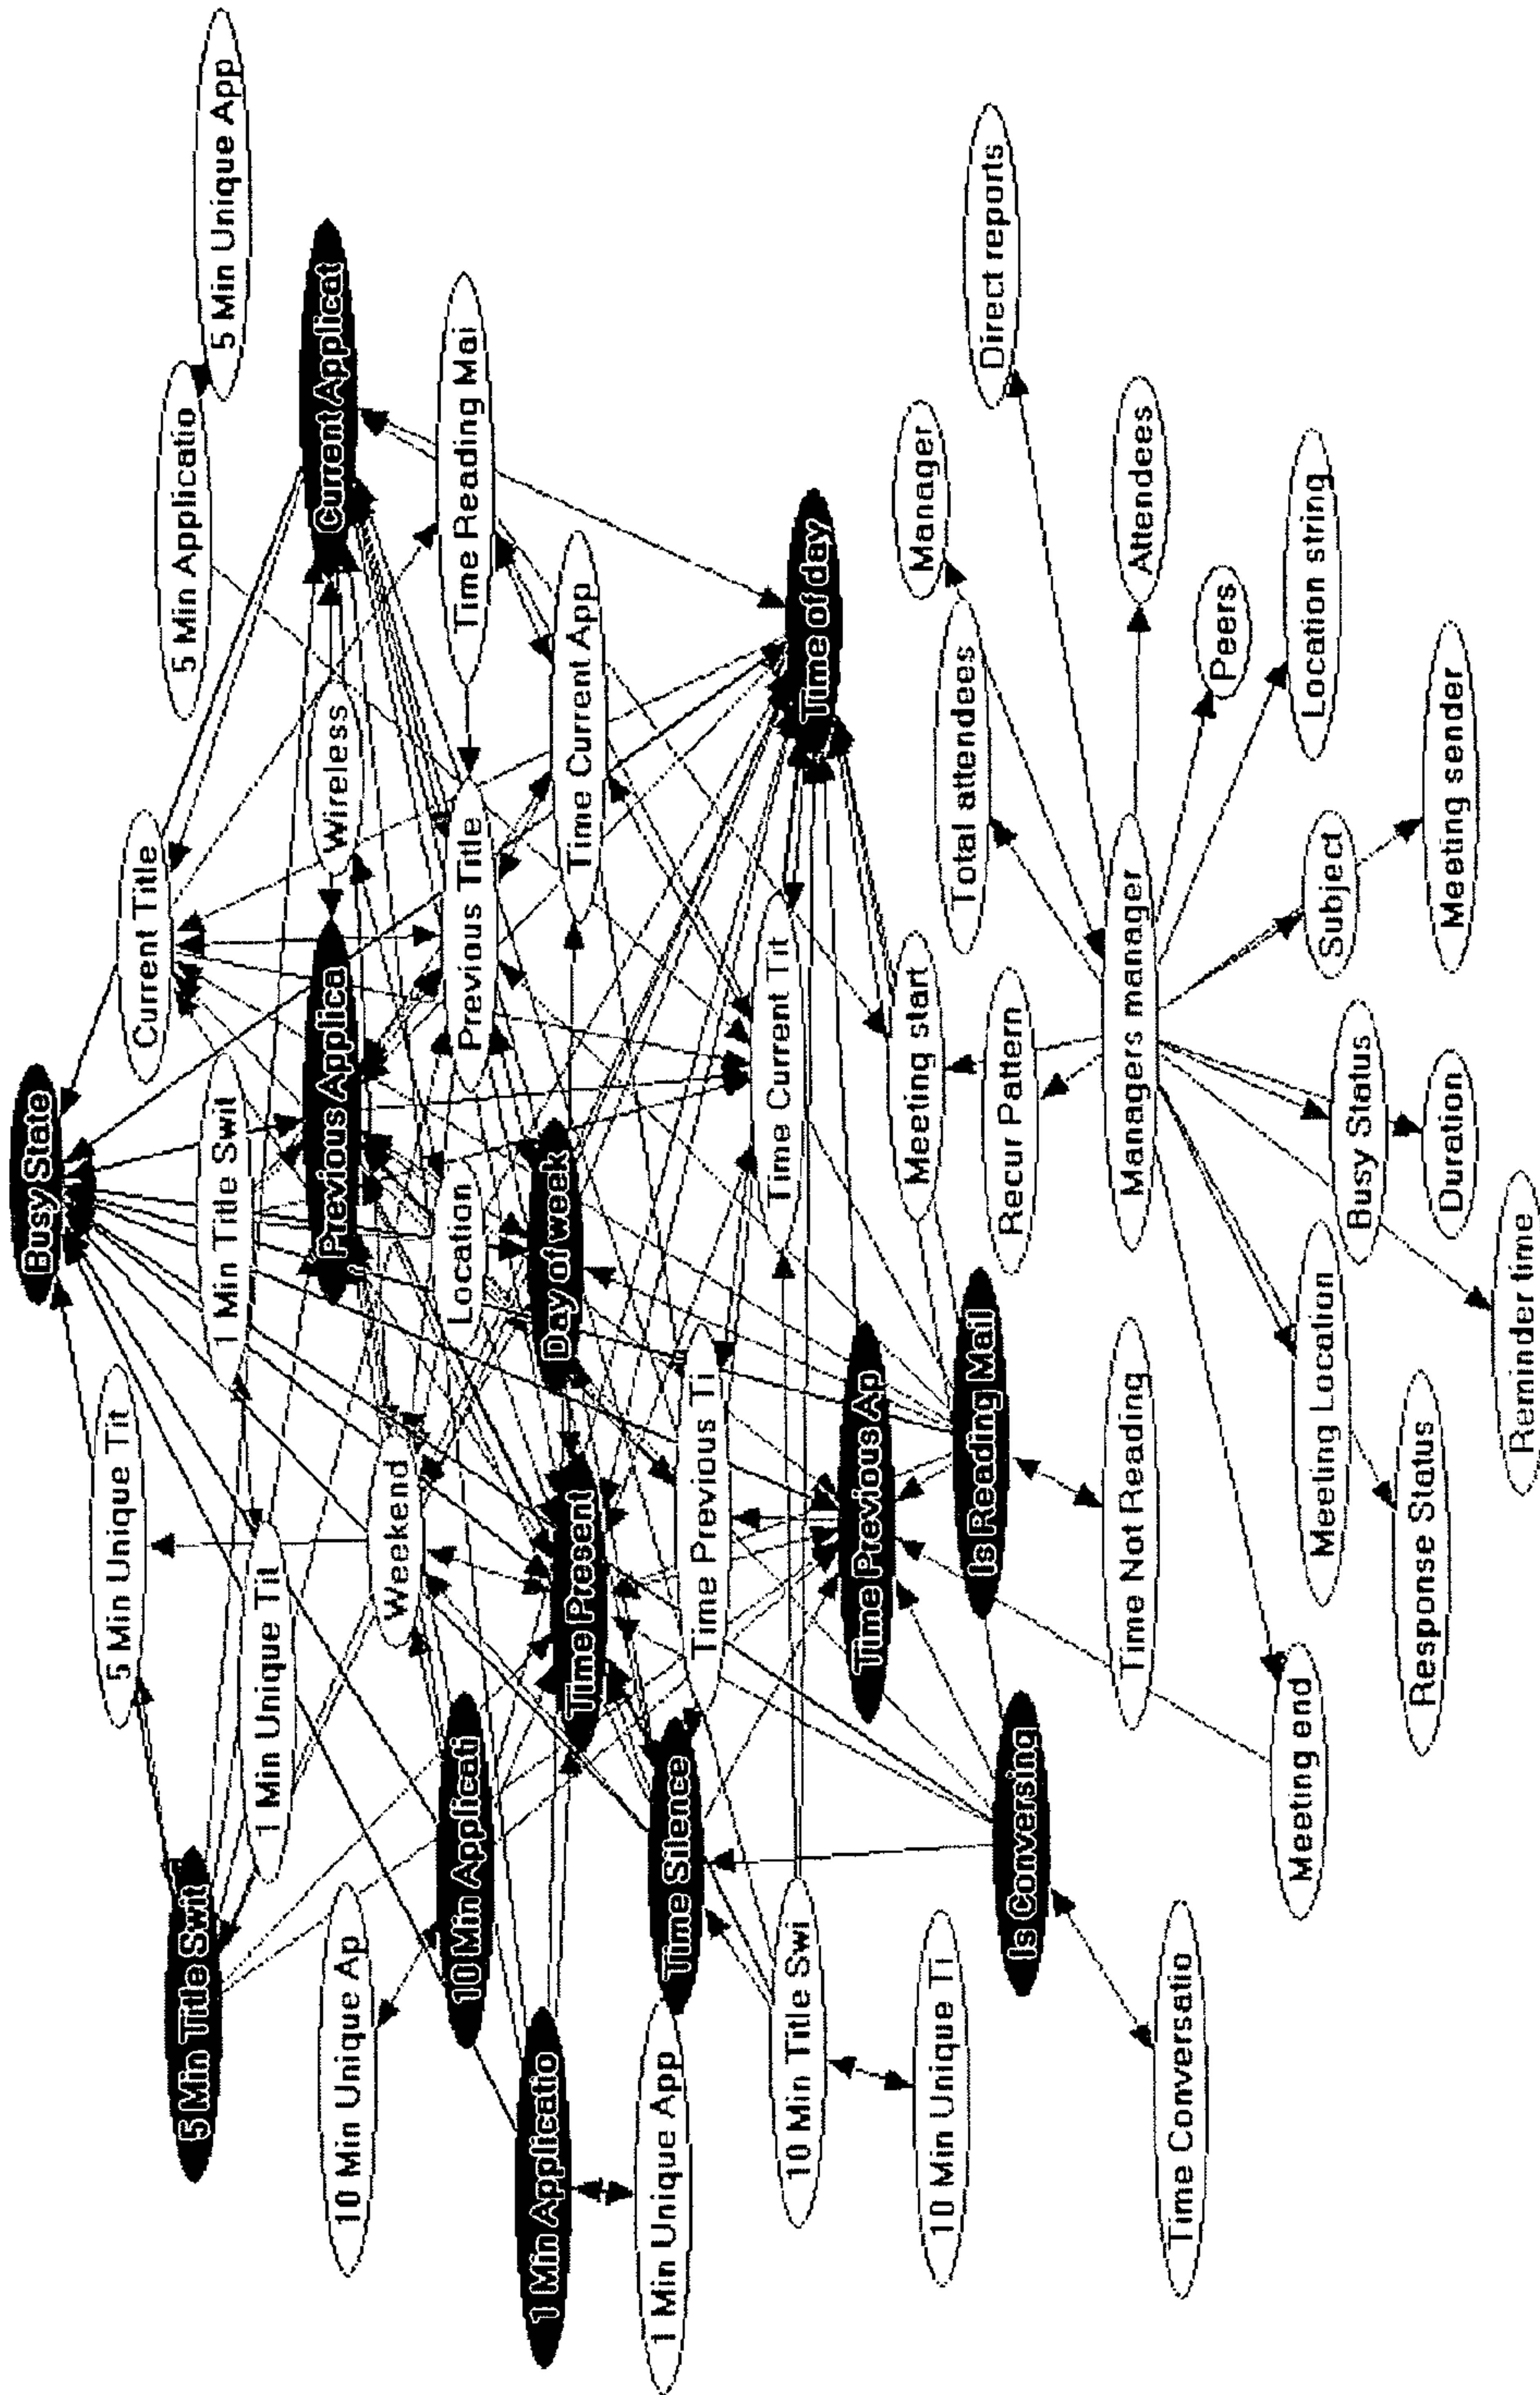 Busy State
5 Min Unique Tit
Current Title
5 Min Title Swit
1 Min Unique Tit
1 Min Title Swit
5 Min Applicatio
5 Min Unique App
10 Min Unique Ap
Previous Applica
Wireless
Current Applicat
Weekend
10 Min Applicati
Location
Previous Title
Time Reading Mai
1 Min Applicatio
Time Present
Day of week
Time Current App
1 Min Unique App
Time Silence
Time Previous Ti
10 Min Title Swi
Time Current Tit
Time of day
Time Previous Ap
10 Min Unique Ti
Meeting start
Manager
Is Conversing
Is Reading Mail
Recur Pattern
Total attendees
Direct reports
Time Conversatio
Time Not Reading
Managers manager
Attendees
Peers
Meeting end
Meeting Location
Busy Status
Subject
Location string
Response Status
Duration
Meeting sender
Reminder time